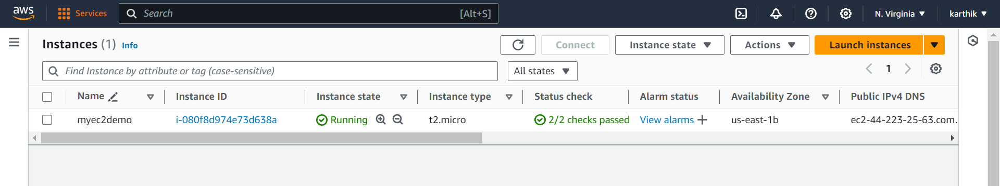 aws Services Search [Alt+S] N. Virginia karthik
Instances (1) Info Connect Instance state Actions Launch instances
Find Instance by attribute or tag (case-sensitive) All states 1
Name Instance ID Instance state Instance type Status check Alarm status Availability Zone Public IPv4 DNS
myec2demo i-080f8d974e73d638a Running t2.micro 2/2 checks passed View alarms us-east-1b ec2-44-223-25-63.com.